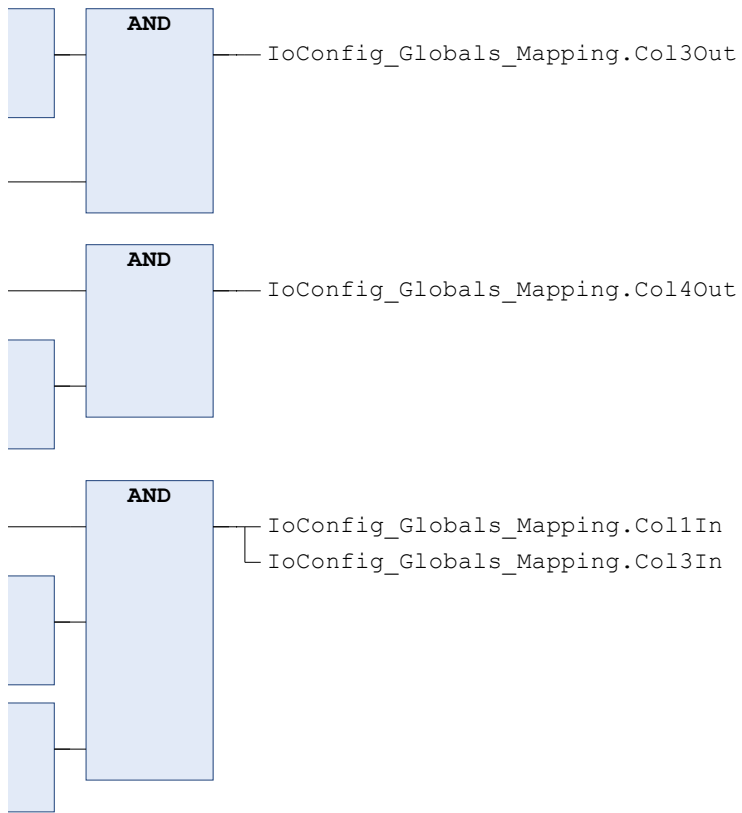 AND
IoConfig_Globals_Mapping.Col3Out
AND
IoConfig_Globals_Mapping.Col4Out
AND
IoConfig_Globals_Mapping.Col1In
IoConfig_Globals_Mapping.Col3In